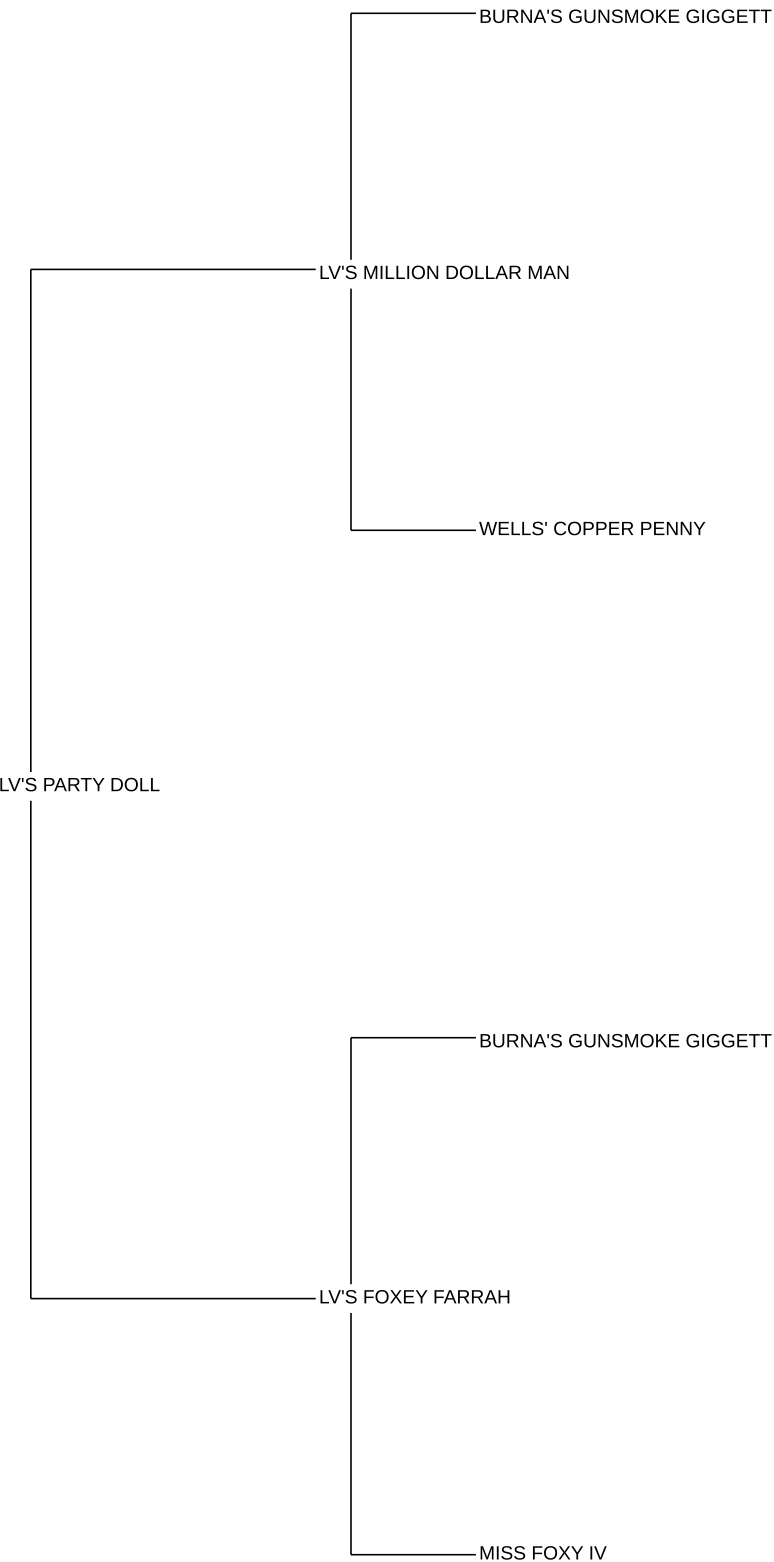 BURNA'S GUNSMOKE GIGGETT
LV'S MILLION DOLLAR MAN
WELLS' COPPER PENNY
LV'S PARTY DOLL
BURNA'S GUNSMOKE GIGGETT
LV'S FOXEY FARRAH
MISS FOXY IV